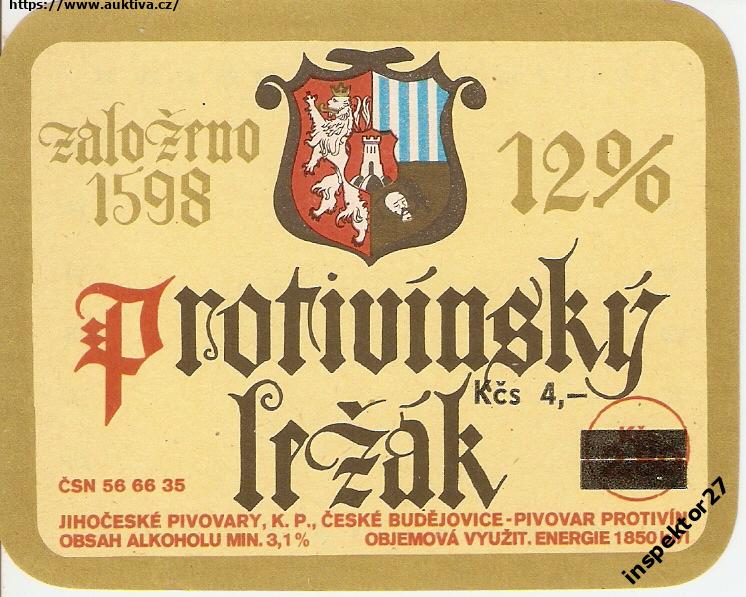 https://www.auktiva.cz/
založeno
1598
12%
Protivínský
ležák
Kčs 4,–
ČSN 56 66 35
JIHOČESKÉ PIVOVARY, K. P., ČESKÉ BUDĚJOVICE - PIVOVAR PROTIVÍN
OBSAH ALKOHOLU MIN. 3,1 % OBJEMOVÁ VYUŽIT. ENERGIE 1850
inspektor27